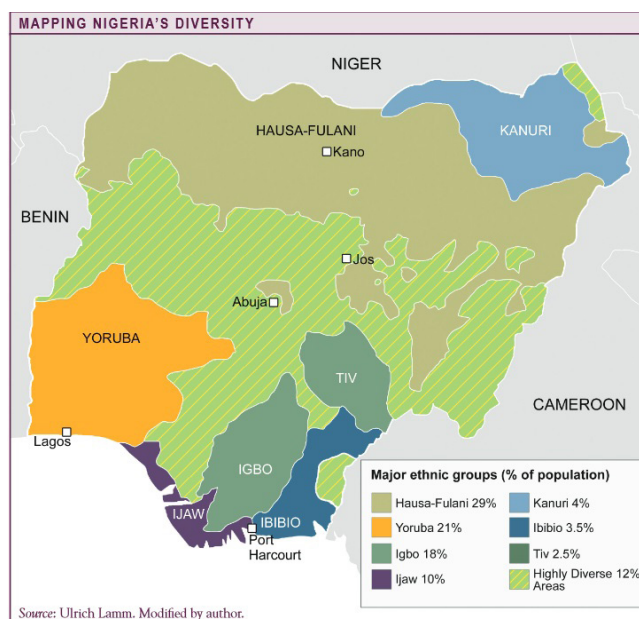 MAPPING NIGERIA'S DIVERSITY
NIGER
HAUSA-FULANI
KANURI
Kano
BENIN
Jos
Abuja
YORUBA
TIV
CAMEROON
Lagos
IGBO
IJAW
IBIBIO
Port
Harcourt
Major ethnic groups (% of population)
Hausa-Fulani 29%
Kanuri 4%
Yoruba 21%
Ibibio 3.5%
Igbo 18%
Tiv 2.5%
Ijaw 10%
Highly Diverse 12%
Areas
Source: Ulrich Lamm. Modified by author.